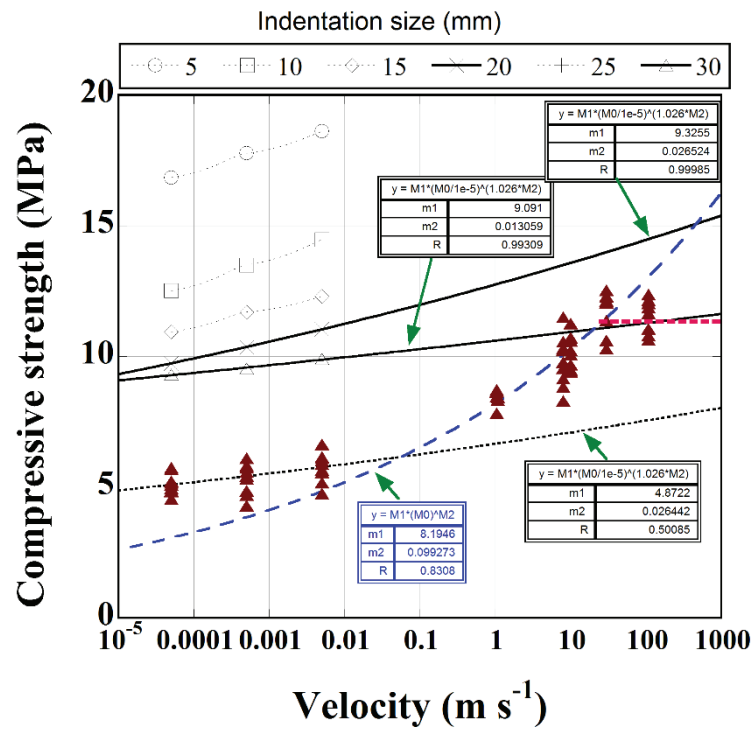 Indentation size (mm)
5 10 15 20 25 30
Compressive strength (MPa)
20
15
10
5
0
y = M1*(M0/1e-5)^(1.026*M2)
m1 9.3255
m2 0.026524
R 0.99985
y = M1*(M0/1e-5)^(1.026*M2)
m1 9.091
m2 0.013059
R 0.99309
y = M1*(M0/1e-5)^(1.026*M2)
m1 4.8722
m2 0.026442
R 0.50085
y = M1*(M0)^M2
m1 8.1946
m2 0.099273
R 0.8308
10-5 0.0001 0.001 0.01 0.1 1 10 100 1000
Velocity (m s-1)